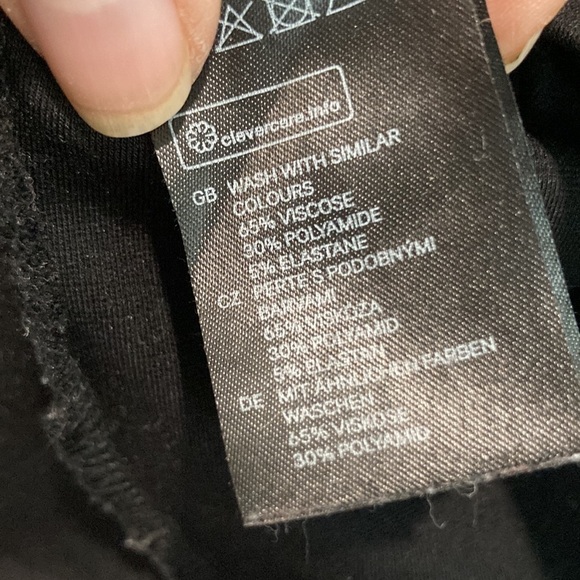 clevercare.info
GB WASH WITH SIMILAR
COLOURS
65% VISCOSE
30% POLYAMIDE
5% ELASTANE
CZ PERTE S PODOBNÝMI
BARVAMI
65% VISKÓZA
30% POLYAMID
5% ELASTAN
DE MIT ÄHNLICHEN FARBEN
WASCHEN
65% VISKOSE
30% POLYAMID